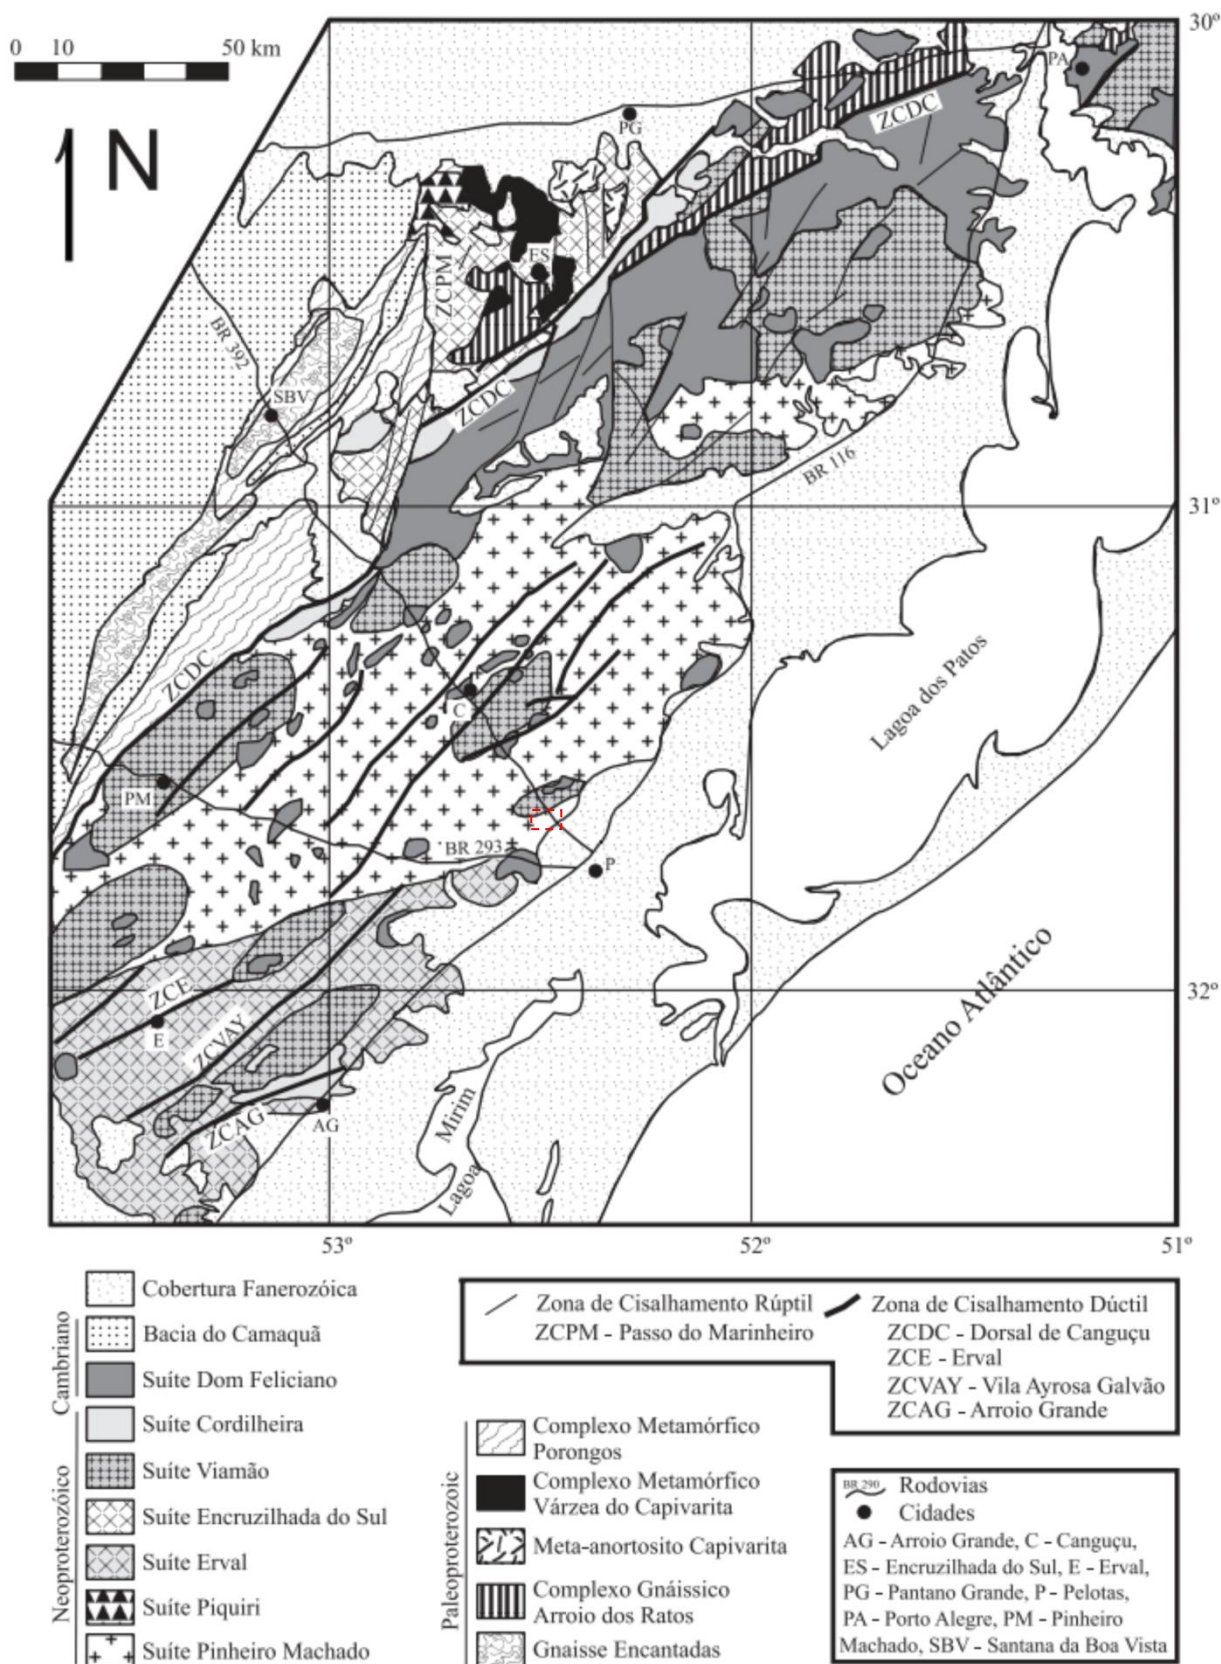 0 10 50 km
N
30º
PA
ZCDC
PG
ES
ZCPM
BR 392
SBV
ZCDC
BR 116
31º
ZCDC
C
Lagoa dos Patos
PM
BR 293
P
ZCE
32º
E
ZCVAY
Oceano Atlântico
ZCAG
AG
Mirim
Lagoa
53º
52º
51º
Cambriano
Neoproterozóico
Cobertura Fanerozóica
Bacia do Camaquã
Suíte Dom Feliciano
Suíte Cordilheira
Suíte Viamão
Suíte Encruzilhada do Sul
Suíte Erval
Suíte Piquiri
Suíte Pinheiro Machado
Paleoproterozoic
Complexo Metamórfico
Porongos
Complexo Metamórfico
Várzea do Capivarita
Meta-anortosito Capivarita
Complexo Gnáissico
Arroio dos Ratos
Gnaisse Encantadas
Zona de Cisalhamento Rúptil
ZCPM - Passo do Marinheiro
Zona de Cisalhamento Dúctil
ZCDC - Dorsal de Canguçu
ZCE - Erval
ZCVAY - Vila Ayrosa Galvão
ZCAG - Arroio Grande
BR 290 Rodovias
Cidades
AG - Arroio Grande, C - Canguçu,
ES - Encruzilhada do Sul, E - Erval,
PG - Pantano Grande, P - Pelotas,
PA - Porto Alegre, PM - Pinheiro
Machado, SBV - Santana da Boa Vista